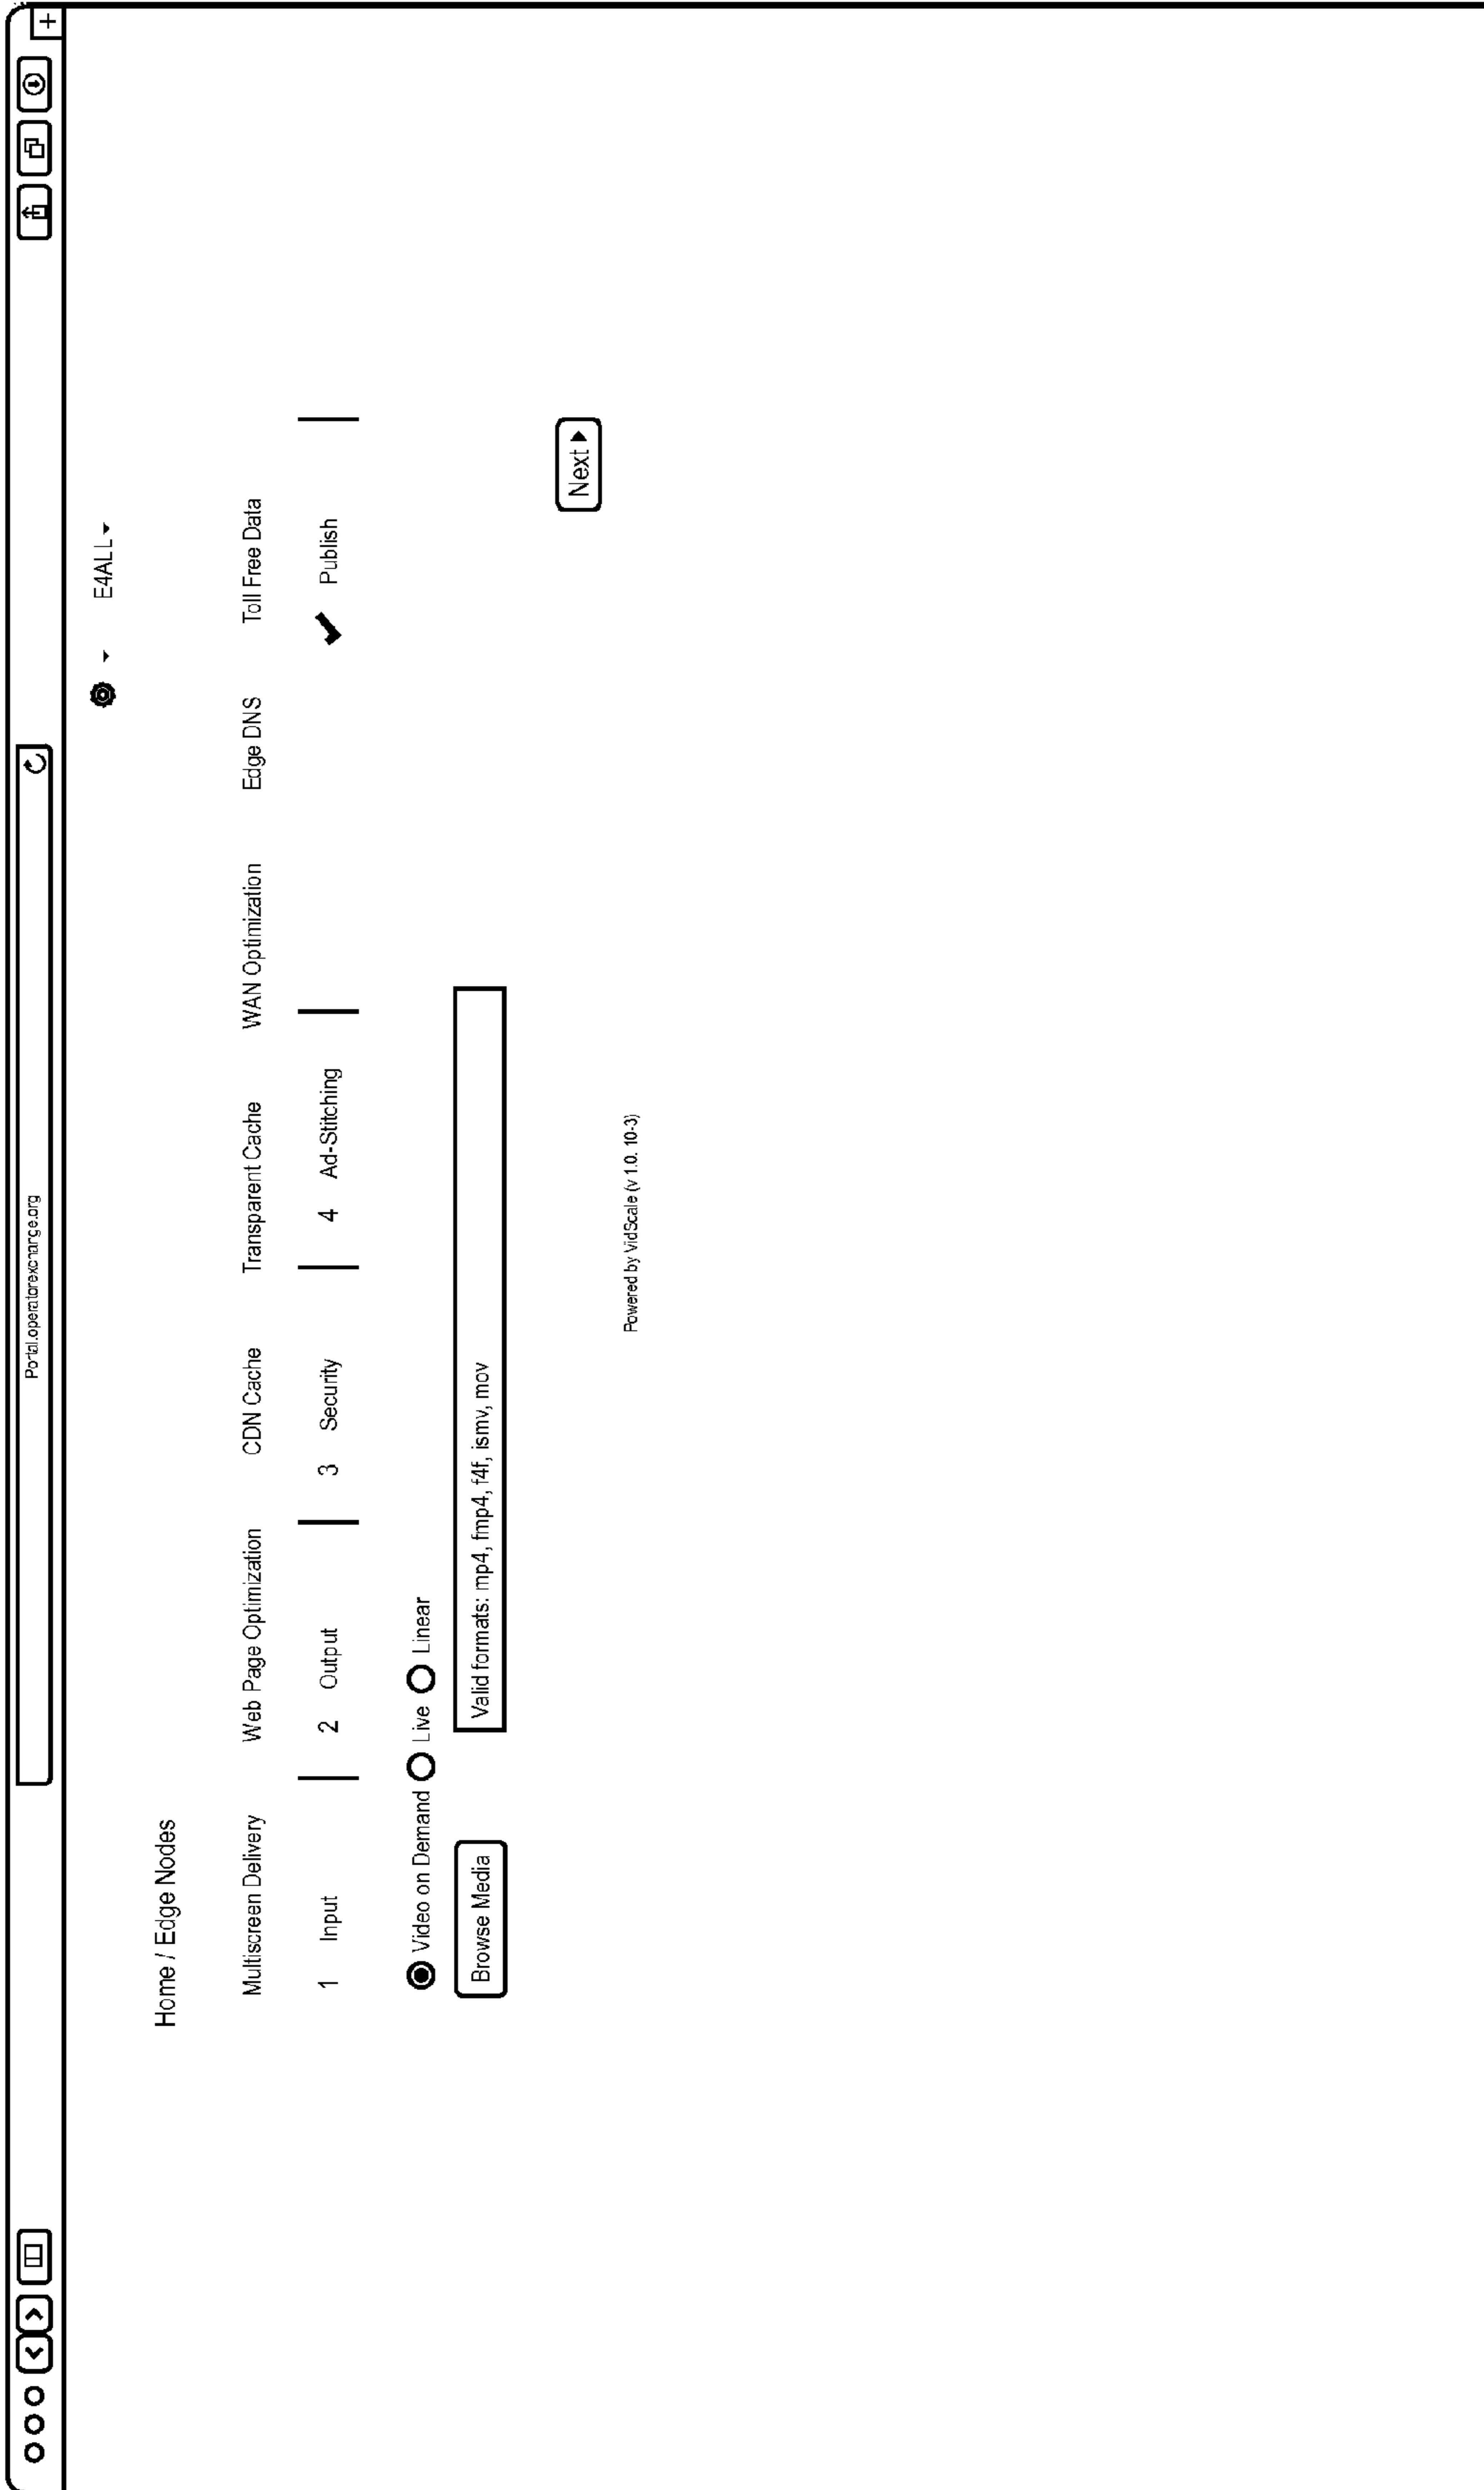 Portal.operatorexchange.org
E4ALL
Home / Edge Nodes
Multiscreen Delivery Web Page Optimization CDN Cache Transparent Cache WAN Optimization Edge DNS Toll Free Data
1 Input 2 Output 3 Security 4 Ad-Stitching ✔ Publish
Video on Demand Live Linear
Browse Media Valid formats: mp4, fmp4, f4f, ismv, mov
Next
Powered by VidScale (v 1.0. 10-3)